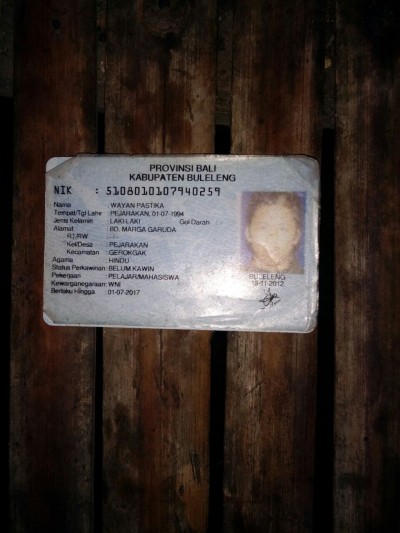 PROVINSI BALI
KABUPATEN BULELENG
NIK : 5108010107940259
Nama : WAYAN PASTIKA
Tempat/Tgl Lahir : PEJARAKAN, 01-07-1994
Jenis Kelamin : LAKI-LAKI Gol Darah
Alamat : BD. MARGA GARUDA
RT/RW
Kel/Desa : PEJARAKAN
Kecamatan : GEROKGAK
Agama : HINDU
Status Perkawinan: BELUM KAWIN
Pekerjaan : PELAJAR/MAHASISWA
Kewarganegaraan: WNI
Berlaku Hingga : 01-07-2017
BULELENG
18-11-2012